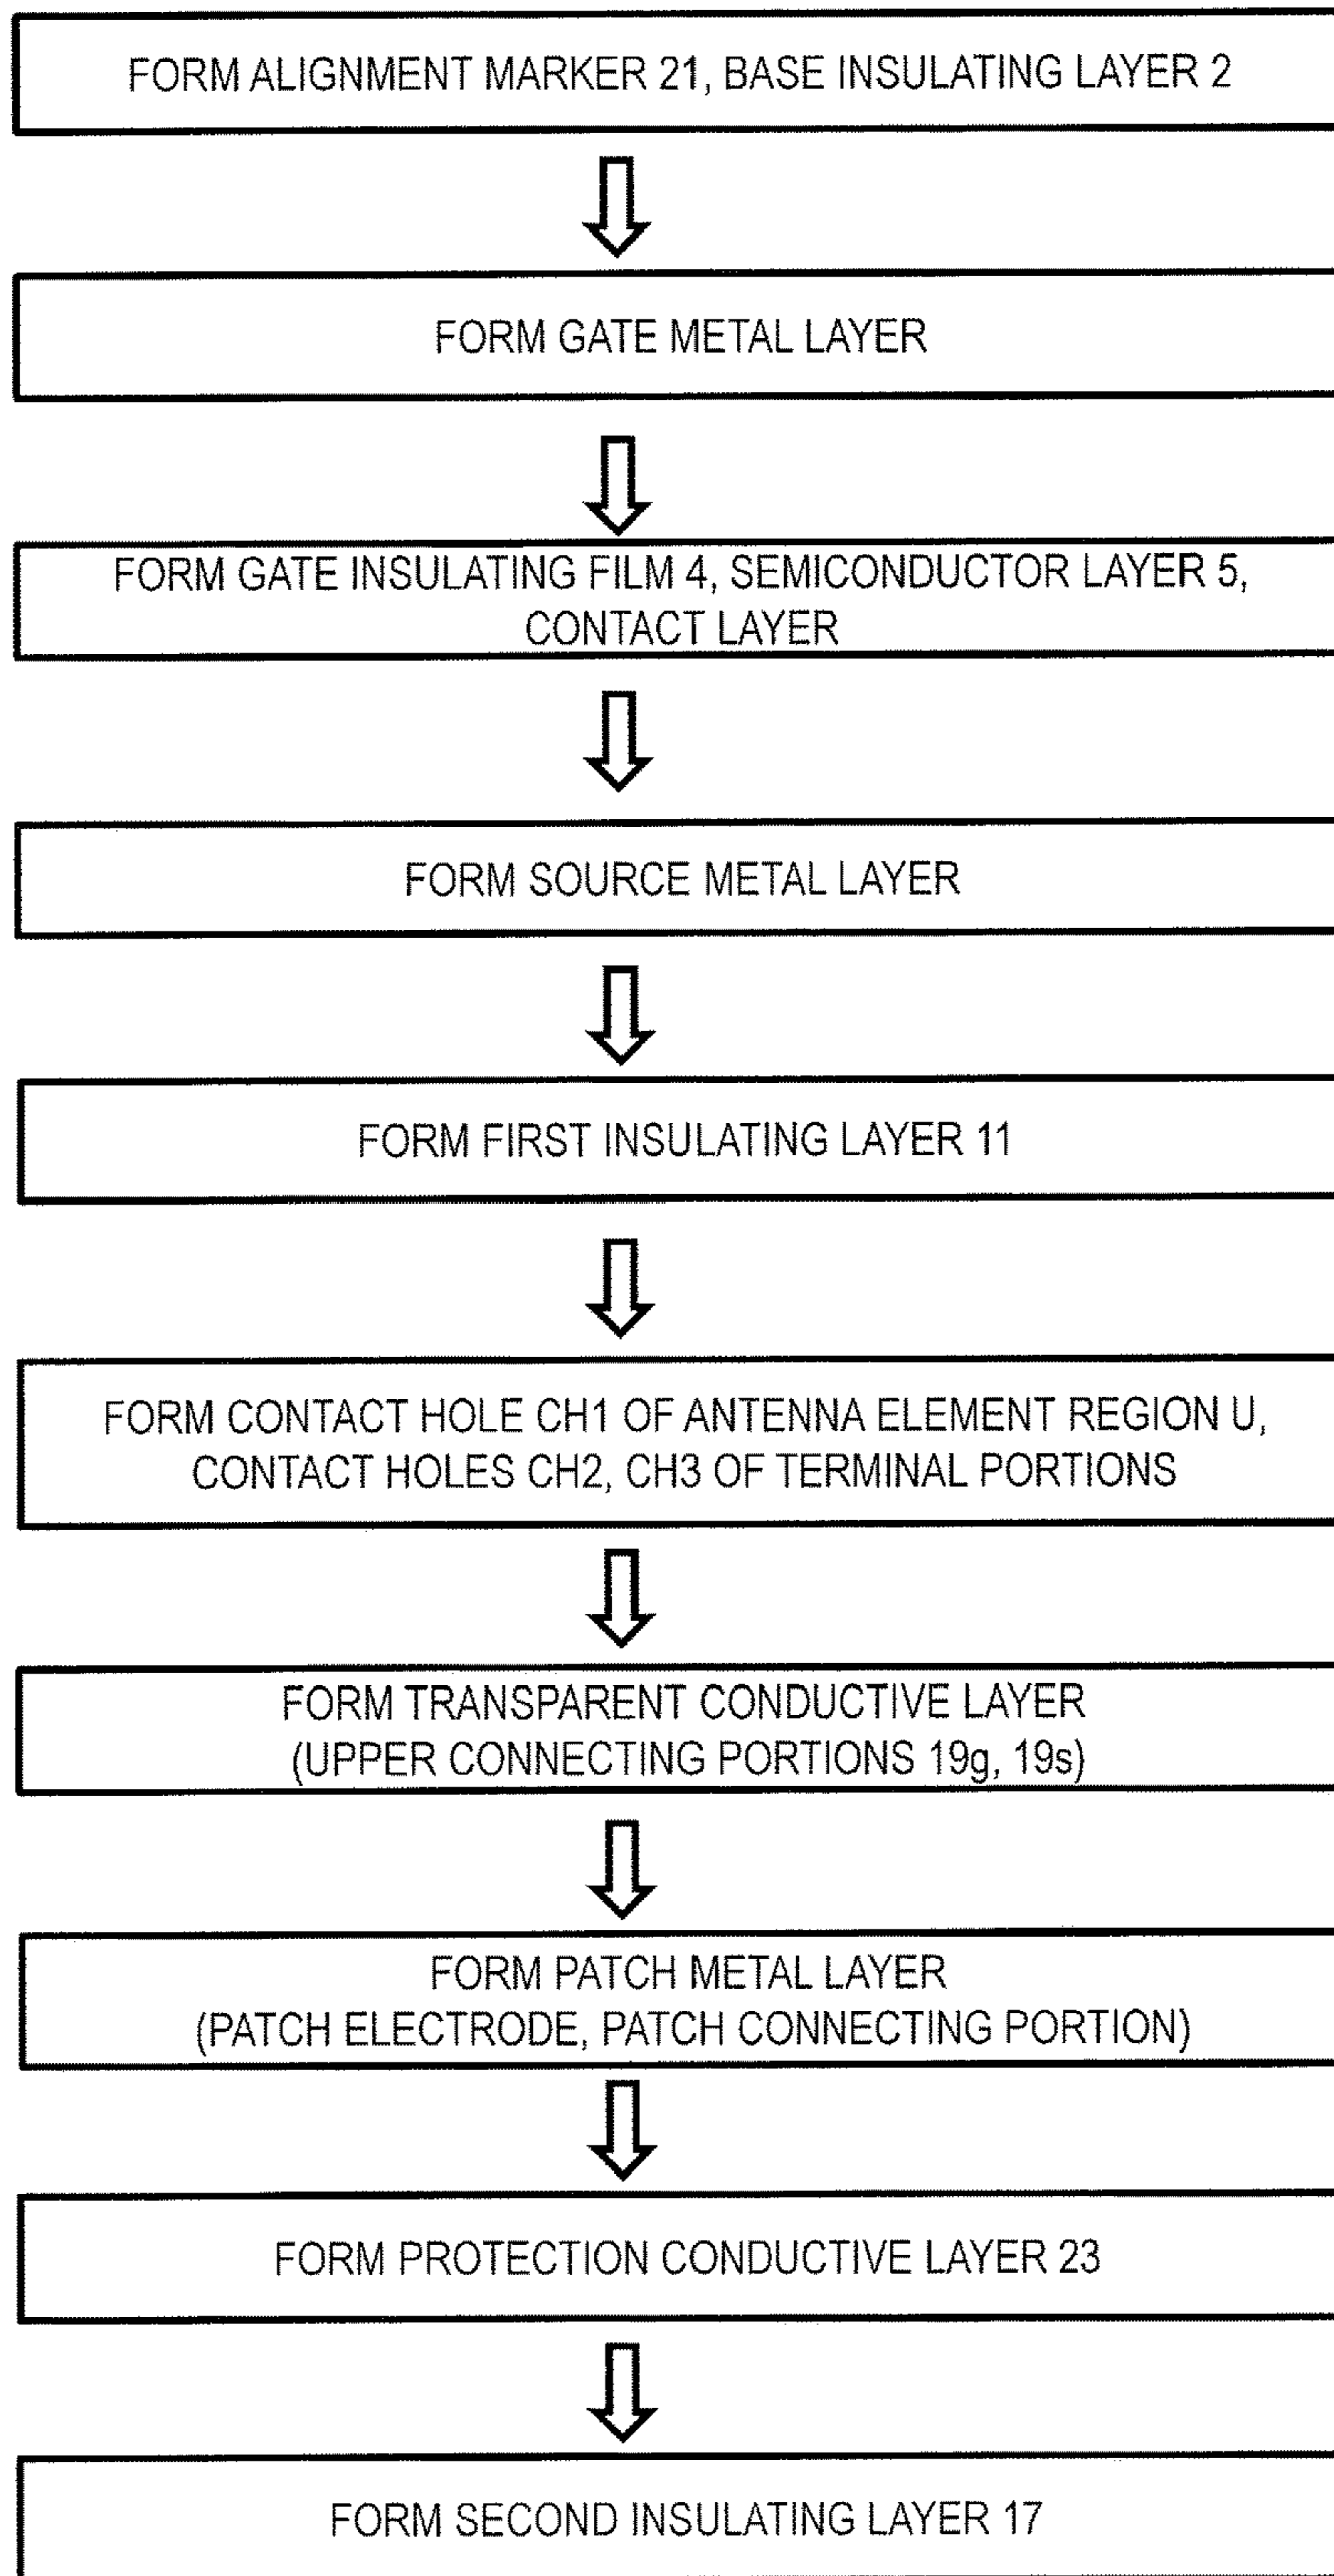 FORM ALIGNMENT MARKER 21, BASE INSULATING LAYER 2
FORM GATE METAL LAYER
FORM GATE INSULATING FILM 4, SEMICONDUCTOR LAYER 5,
CONTACT LAYER
FORM SOURCE METAL LAYER
FORM FIRST INSULATING LAYER 11
FORM CONTACT HOLE CH1 OF ANTENNA ELEMENT REGION U,
CONTACT HOLES CH2, CH3 OF TERMINAL PORTIONS
FORM TRANSPARENT CONDUCTIVE LAYER
(UPPER CONNECTING PORTIONS 19g, 19s)
FORM PATCH METAL LAYER
(PATCH ELECTRODE, PATCH CONNECTING PORTION)
FORM PROTECTION CONDUCTIVE LAYER 23
FORM SECOND INSULATING LAYER 17